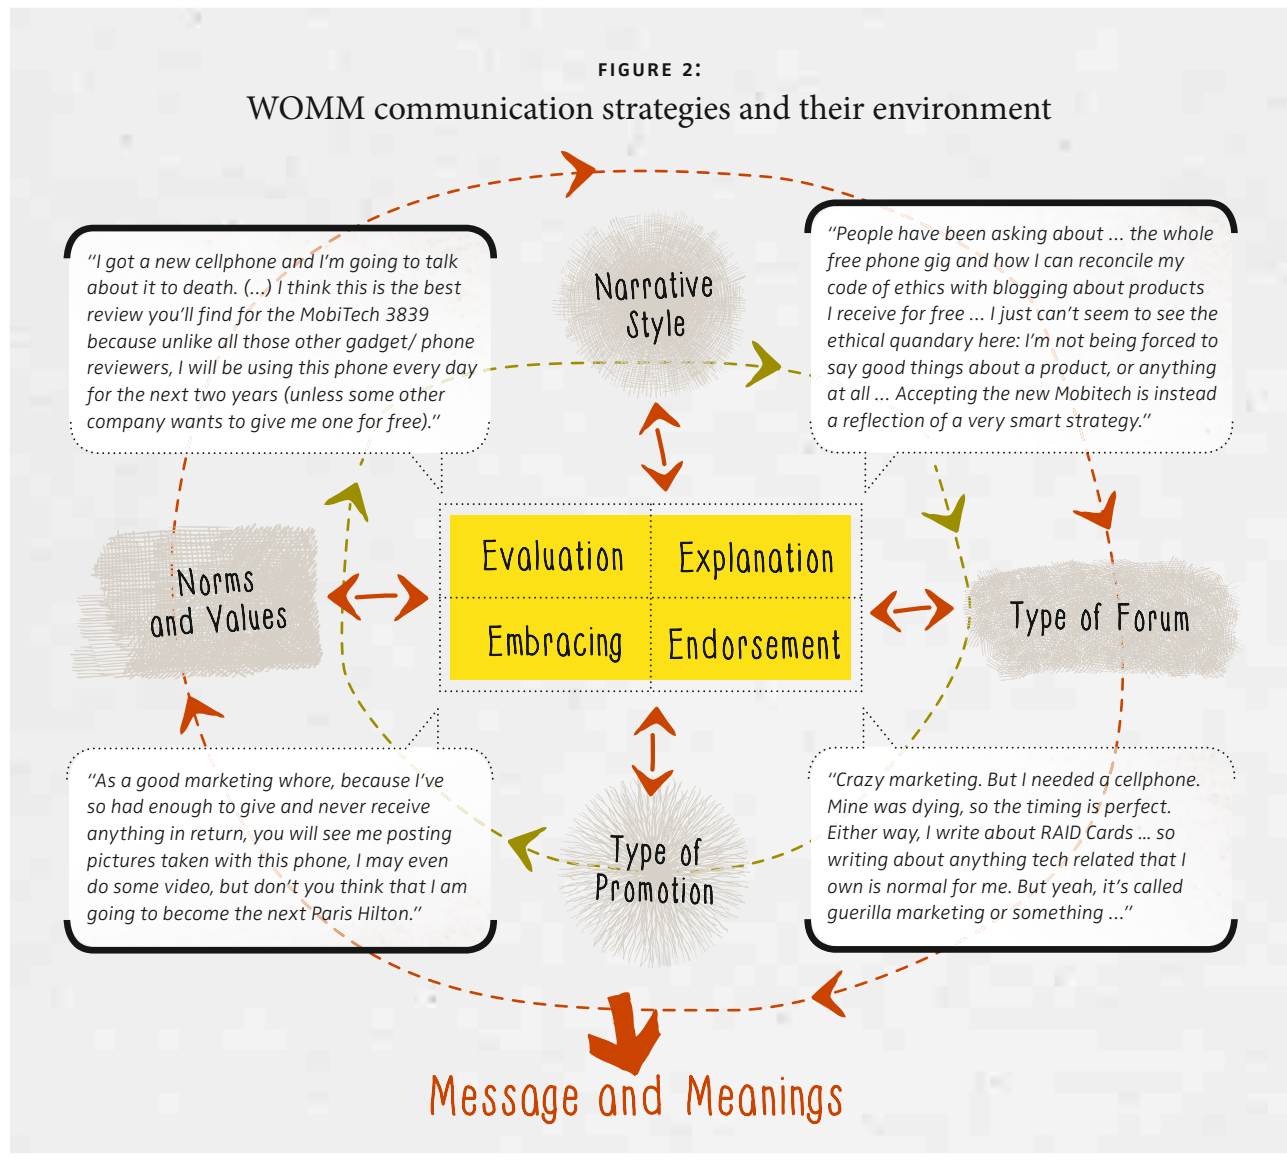 FIGURE 2:
WOMM communication strategies and their environment
“I got a new cellphone and I’m going to talk
about it to death. (...) I think this is the best
review you’ll find for the MobiTech 3839
because unlike all those other gadget/ phone
reviewers, I will be using this phone every day
for the next two years (unless some other
company wants to give me one for free).”
Narrative
Style
“People have been asking about ... the whole
free phone gig and how I can reconcile my
code of ethics with blogging about products
I receive for free ... I just can’t seem to see the
ethical quandary here: I’m not being forced to
say good things about a product, or anything
at all ... Accepting the new Mobitech is instead
a reflection of a very smart strategy.”
Norms
and Values
Evaluation
Explanation
Embracing
Endorsement
Type of Forum
“As a good marketing whore, because I’ve
so had enough to give and never receive
anything in return, you will see me posting
pictures taken with this phone, I may even
do some video, but don’t you think that I am
going to become the next Paris Hilton.”
Type of
Promotion
“Crazy marketing. But I needed a cellphone.
Mine was dying, so the timing is perfect.
Either way, I write about RAID Cards ... so
writing about anything tech related that I
own is normal for me. But yeah, it’s called
guerilla marketing or something ...”
Message and Meanings